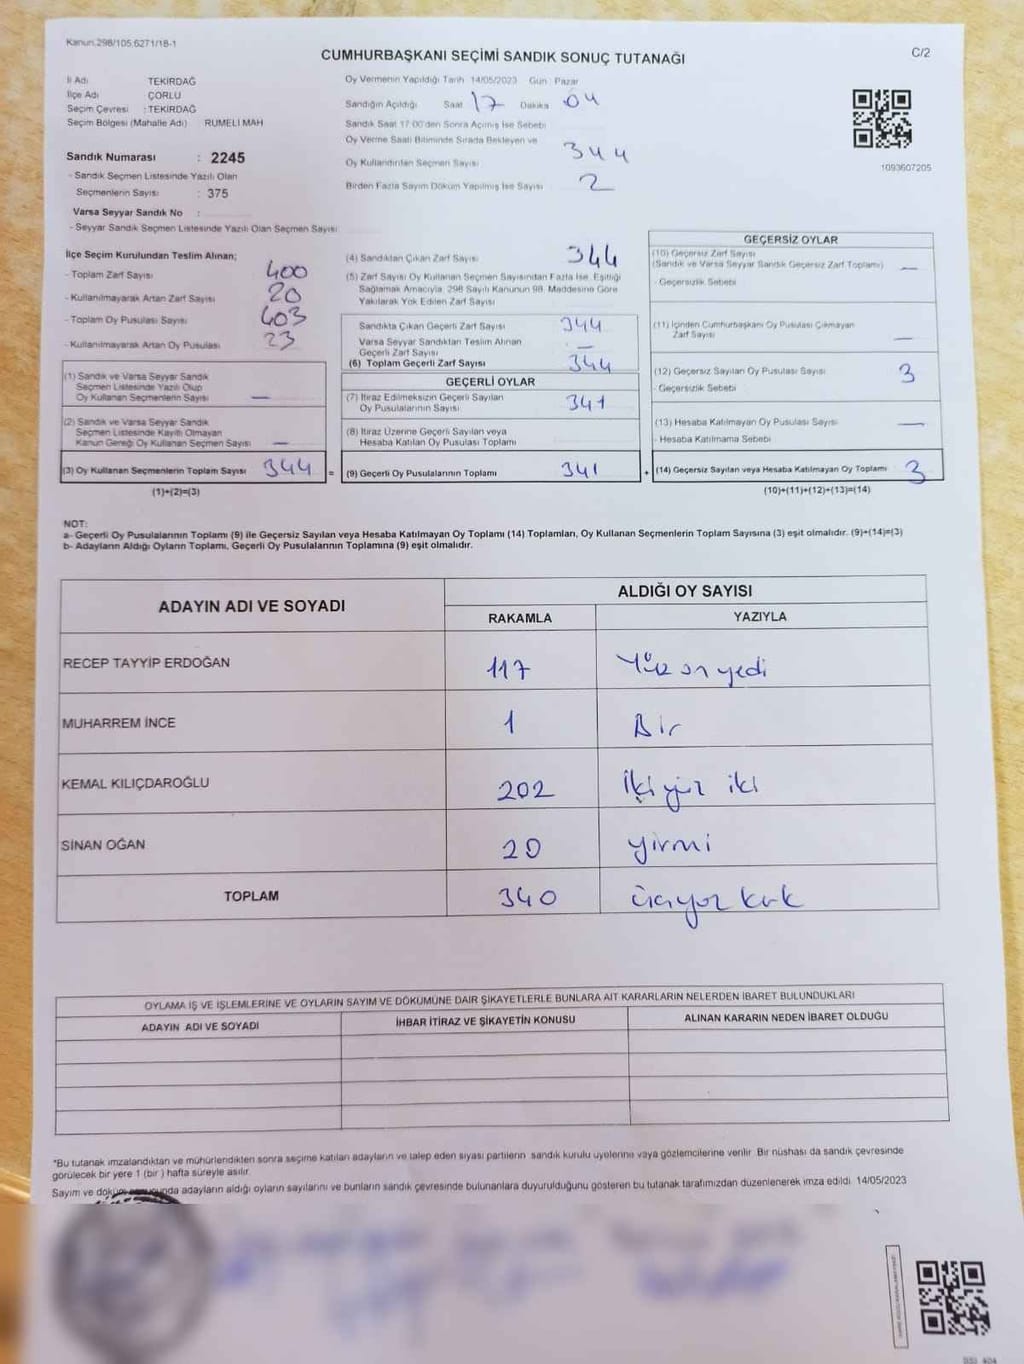 Kanun.298/105.6271/18-1
CUMHURBAŞKANI SEÇİMİ SANDIK SONUÇ TUTANAĞI
C/2
İl Adı TEKİRDAĞ
İlçe Adı ÇORLU
Seçim Çevresi : TEKİRDAĞ
Seçim Bölgesi (Mahalle Adı) RUMELİ MAH
Sandık Numarası : 2245
- Sandık Seçmen Listesinde Yazılı Olan
Seçmenlerin Sayısı : 375
Varsa Seyyar Sandık No :
- Seyyar Sandık Seçmen Listesinde Yazılı Olan Seçmen Sayısı
Oy Vermenin Yapıldığı Tarih 14/05/2023 Gün Pazar
Sandığın Açıldığı Saat 17 Dakika 04
Sandık Saat 17:00'den Sonra Açılmış İse Sebebi
Oy Verme Saati Bitiminde Sırada Bekleyen ve
Oy Kullandırılan Seçmen Sayısı 344
Birden Fazla Sayım Döküm Yapılmış İse Sayısı 2
1093607205
İlçe Seçim Kurulundan Teslim Alınan;
- Toplam Zarf Sayısı 400
- Kullanılmayarak Artan Zarf Sayısı 20
- Toplam Oy Pusulası Sayısı 403
- Kullanılmayarak Artan Oy Pusulası 23
(1) Sandık ve Varsa Seyyar Sandık
Seçmen Listesinde Yazılı Olup
Oy Kullanan Seçmenlerin Sayısı —
(2) Sandık ve Varsa Seyyar Sandık
Seçmen Listesinde Kayıtlı Olmayan
Kanun Gereği Oy Kullanan Seçmen Sayısı —
(3) Oy Kullanan Seçmenlerin Toplam Sayısı 344 =
(1)+(2)=(3)
(4) Sandıktan Çıkan Zarf Sayısı 344
(5) Zarf Sayısı Oy Kullanan Seçmen Sayısından Fazla İse, Eşitliği
Sağlamak Amacıyla, 298 Sayılı Kanunun 98. Maddesine Göre
Yakılarak Yok Edilen Zarf Sayısı
Sandıkta Çıkan Geçerli Zarf Sayısı 344
Varsa Seyyar Sandıktan Teslim Alınan
Geçerli Zarf Sayısı —
(6) Toplam Geçerli Zarf Sayısı 344
GEÇERLİ OYLAR
(7) İtiraz Edilmeksizin Geçerli Sayılan
Oy Pusulalarının Sayısı 341
(8) İtiraz Üzerine Geçerli Sayılan veya
Hesaba Katılan Oy Pusulası Toplamı
(9) Geçerli Oy Pusulalarının Toplamı 341 +
GEÇERSİZ OYLAR
(10) Geçersiz Zarf Sayısı
(Sandık ve Varsa Seyyar Sandık Geçersiz Zarf Toplamı) —
- Geçersizlik Sebebi
(11) İçinden Cumhurbaşkanı Oy Pusulası Çıkmayan
Zarf Sayısı —
(12) Geçersiz Sayılan Oy Pusulası Sayısı 3
- Geçersizlik Sebebi
(13) Hesaba Katılmayan Oy Pusulası Sayısı —
- Hesaba Katılmama Sebebi
(14) Geçersiz Sayılan veya Hesaba Katılmayan Oy Toplamı 3
(10)+(11)+(12)+(13)=(14)
NOT:
a- Geçerli Oy Pusulalarının Toplamı (9) ile Geçersiz Sayılan veya Hesaba Katılmayan Oy Toplamı (14) Toplamları, Oy Kullanan Seçmenlerin Toplam Sayısına (3) eşit olmalıdır. (9)+(14)=(3)
b- Adayların Aldığı Oyların Toplamı, Geçerli Oy Pusulalarının Toplamına (9) eşit olmalıdır.
ADAYIN ADI VE SOYADI ALDIĞI OY SAYISI
RAKAMLA YAZIYLA
RECEP TAYYİP ERDOĞAN 117 Yüz on yedi
MUHARREM İNCE 1 Bir
KEMAL KILIÇDAROĞLU 202 İkiyüz iki
SİNAN OĞAN 20 yirmi
TOPLAM 340 üçyüz kırk
OYLAMA İŞ VE İŞLEMLERİNE VE OYLARIN SAYIM VE DÖKÜMÜNE DAİR ŞİKAYETLERLE BUNLARA AİT KARARLARIN NELERDEN İBARET BULUNDUKLARI
ADAYIN ADI VE SOYADI İHBAR İTİRAZ VE ŞİKAYETİN KONUSU ALINAN KARARIN NEDEN İBARET OLDUĞU
*Bu tutanak imzalandıktan ve mühürlendikten sonra seçime katılan adayların ve talep eden siyasi partilerin sandık kurulu üyelerine veya gözlemcilerine verilir. Bir nüshası da sandık çevresinde
görülecek bir yere 1 (bir ) hafta süreyle asılır.
Sayım ve döküm adayların aldığı oyların sayılarını ve bunların sandık çevresinde bulunanlara duyurulduğunu gösteren bu tutanak tarafımızdan düzenlenerek imza edildi. 14/05/2023